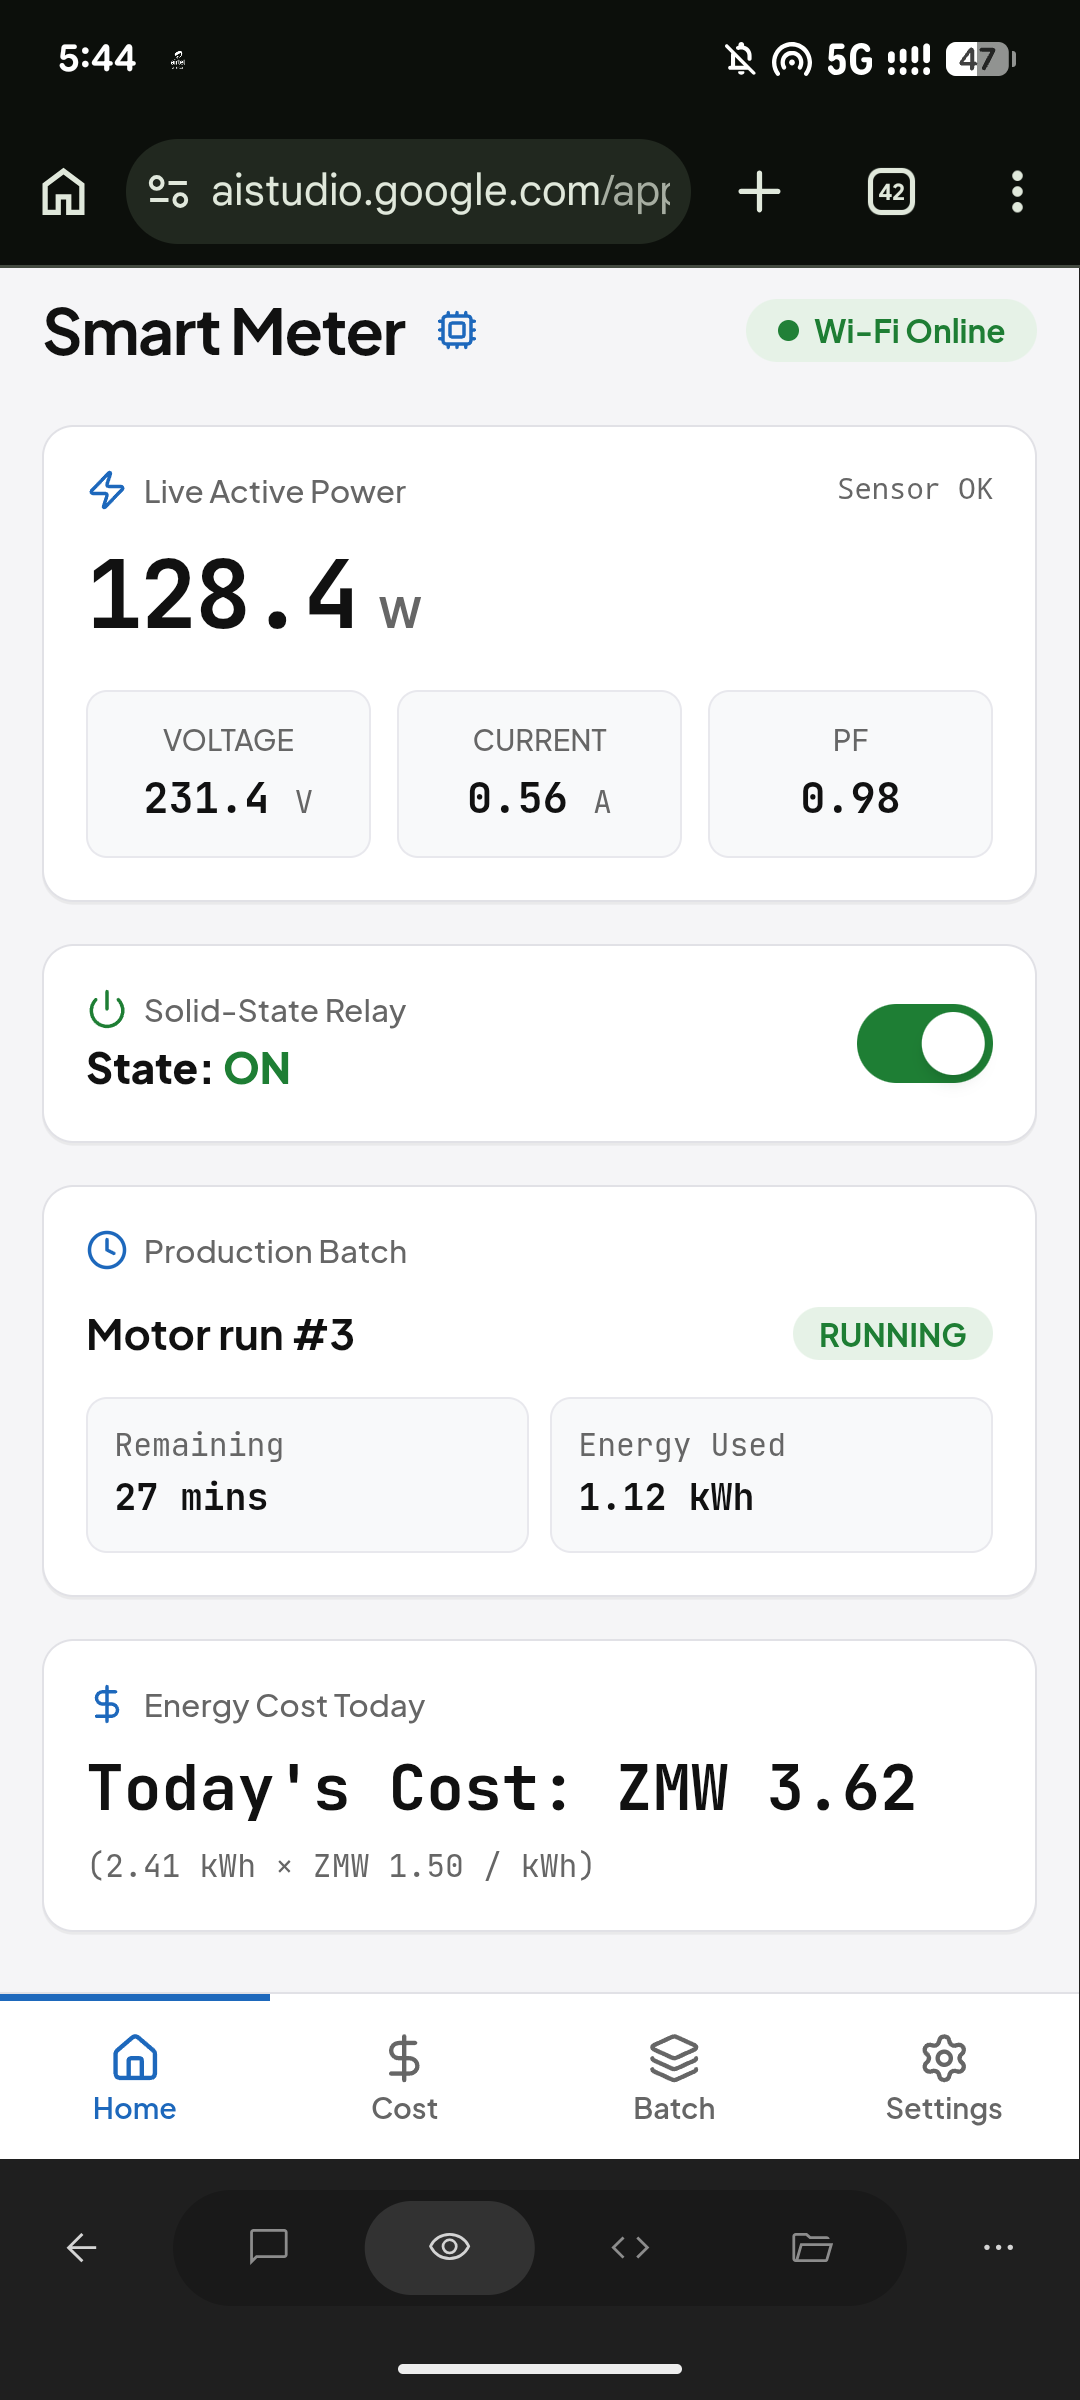 5:44
5G
47
aistudio.google.com/app
42
Smart Meter
Wi-Fi Online
Live Active Power
Sensor OK
128.4 W
VOLTAGE
CURRENT
PF
231.4 V
0.56 A
0.98
Solid-State Relay
State: ON
Production Batch
Motor run #3
RUNNING
Remaining
Energy Used
27 mins
1.12 kWh
Energy Cost Today
Today's Cost: ZMW 3.62
(2.41 kWh × ZMW 1.50 / kWh)
Home
Cost
Batch
Settings